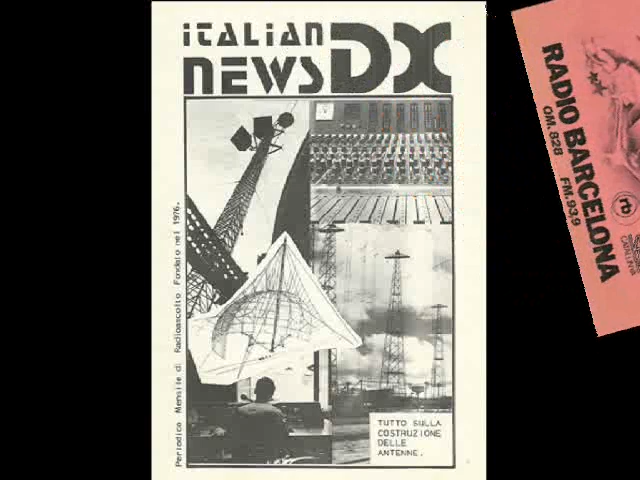 iTALiAN
NEWS DX
Periodico Mensile di Radioascolto Fondato nel 1976.
TUTTO SULLA
COSTRUZIONE
DELLE
ANTENNE.
RADIO BARCELONA
OM. 828 FM. 93,9
rb